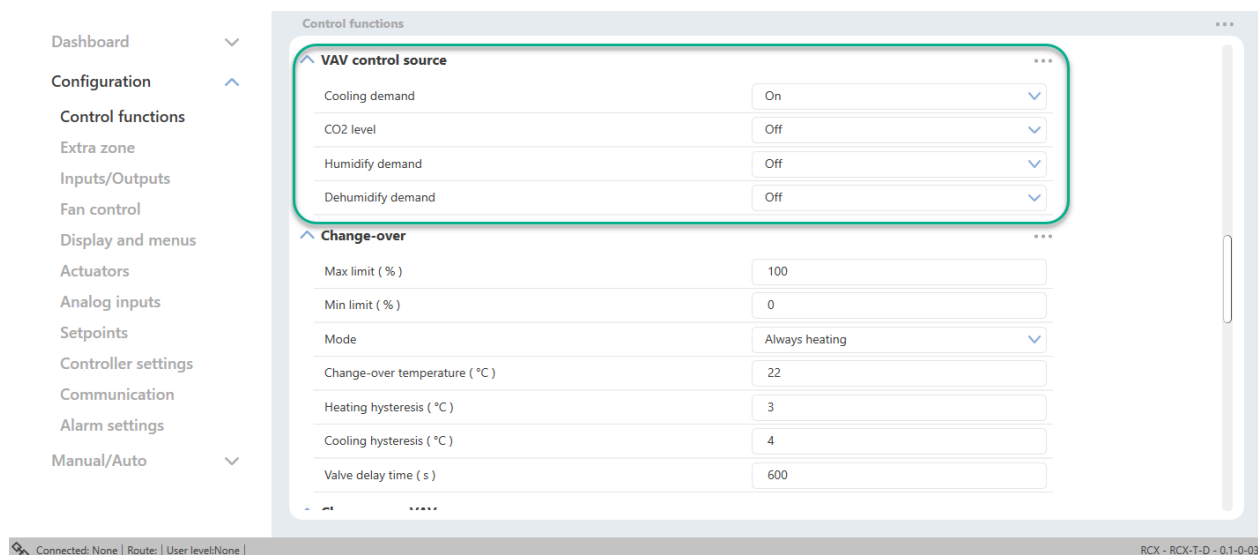 Control functions
Dashboard
Configuration
Control functions
Extra zone
Inputs/Outputs
Fan control
Display and menus
Actuators
Analog inputs
Setpoints
Controller settings
Communication
Alarm settings
Manual/Auto
VAV control source
Cooling demand On
CO2 level Off
Humidify demand Off
Dehumidify demand Off
Change-over
Max limit ( % ) 100
Min limit ( % ) 0
Mode Always heating
Change-over temperature ( °C ) 22
Heating hysteresis ( °C ) 3
Cooling hysteresis ( °C ) 4
Valve delay time ( s ) 600
Connected: None | Route: | User level:None |
RCX - RCX-T-D - 0.1-0-03